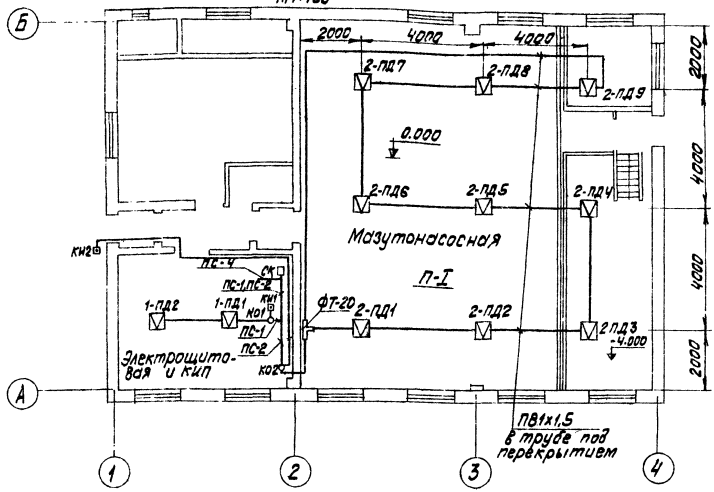 Б
2000
4000
4000
2-ПД7
2-ПД8
2-ПД9
2000
0.000
4000
2-ПД6
2-ПД5
2-ПД4
Мазутонасосная
КИ2
ПС-4
СК
П-I
4000
ПС-1, ПС-2
КИ1
1-ПД2
1-ПД1
КО1
ФТ-20
2-ПД1
2-ПД2
2ПД3
ПС-1
-4.000
Электрощито-
вая и КИП
ПС-2
КО2
2000
А
ПВ1х1,5
в трубе под
перекрытием
1
2
3
4